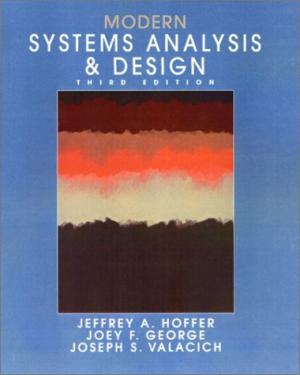 MODERN
SYSTEMS ANALYSIS
& DESIGN
THIRD EDITION
JEFFREY A. HOFFER
JOEY F. GEORGE
JOSEPH S. VALACICH